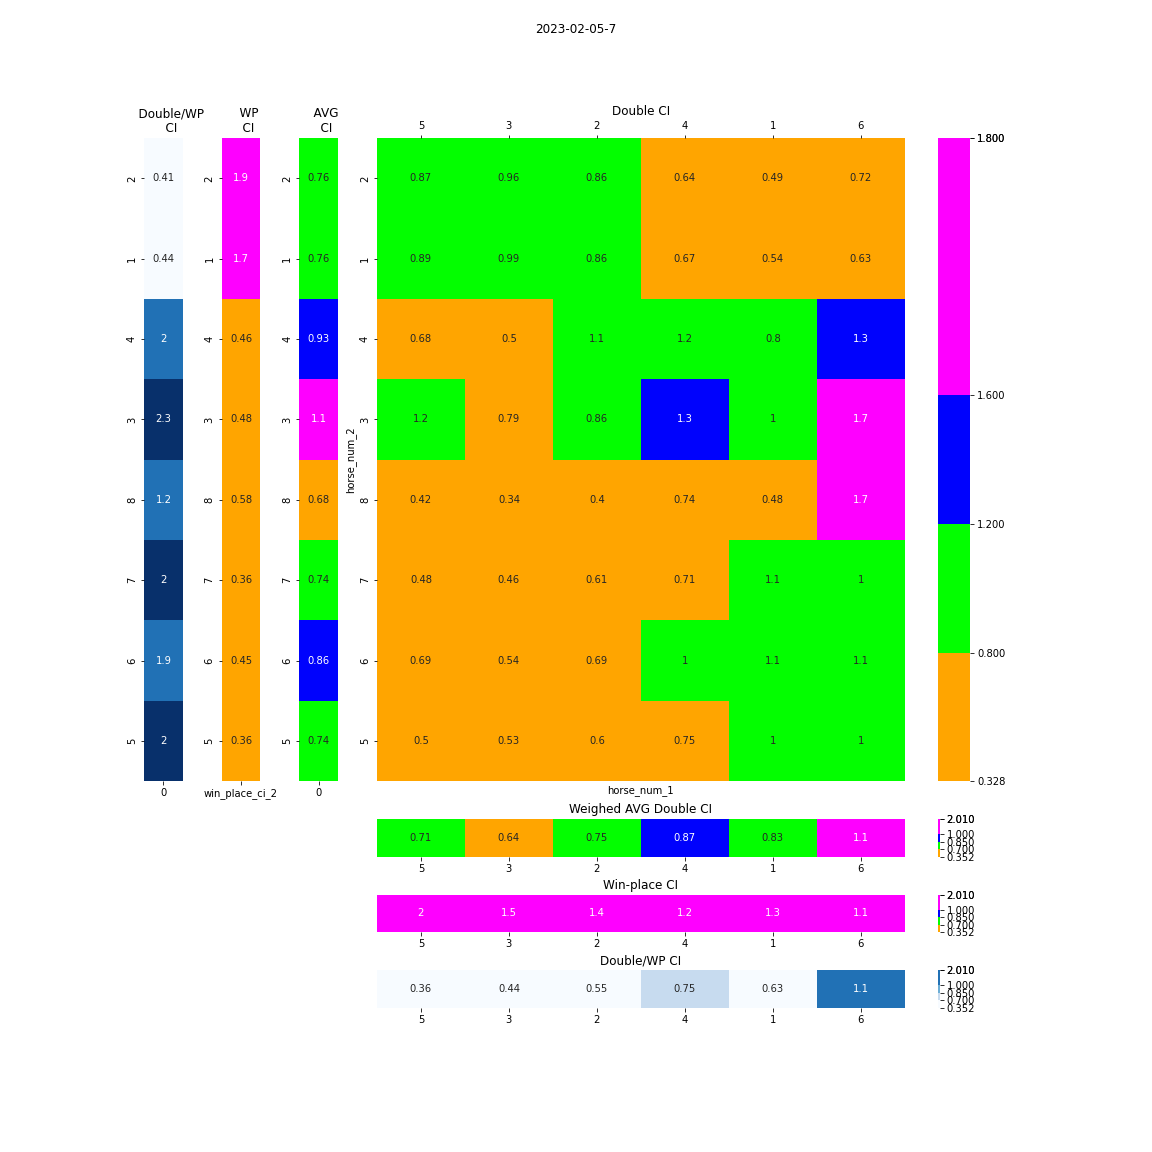 2023-02-05-7
Double/WP CI
WP CI
AVG CI
Double CI
5 3 2 4 1 6
1.800
2 0.41 2 1.9 2 0.76 2 0.87 0.96 0.86 0.64 0.49 0.72
1 0.44 1 1.7 1 0.76 1 0.89 0.99 0.86 0.67 0.54 0.63
4 2 4 0.46 4 0.93 4 0.68 0.5 1.1 1.2 0.8 1.3
1.600
3 2.3 3 0.48 3 1.1 3 1.2 0.79 0.86 1.3 1 1.7
horse_num_2
8 1.2 8 0.58 8 0.68 8 0.42 0.34 0.4 0.74 0.48 1.7
1.200
7 2 7 0.36 7 0.74 7 0.48 0.46 0.61 0.71 1.1 1
0.800
6 1.9 6 0.45 6 0.86 6 0.69 0.54 0.69 1 1.1 1.1
5 2 5 0.36 5 0.74 5 0.5 0.53 0.6 0.75 1 1
0.328
0 win_place_ci_2 0 horse_num_1
Weighed AVG Double CI
0.71 0.64 0.75 0.87 0.83 1.1
5 3 2 4 1 6
2.010
1.000
0.850
0.700
0.352
Win-place CI
2 1.5 1.4 1.2 1.3 1.1
5 3 2 4 1 6
2.010
1.000
0.850
0.700
0.352
Double/WP CI
0.36 0.44 0.55 0.75 0.63 1.1
5 3 2 4 1 6
2.010
1.000
0.850
0.700
0.352